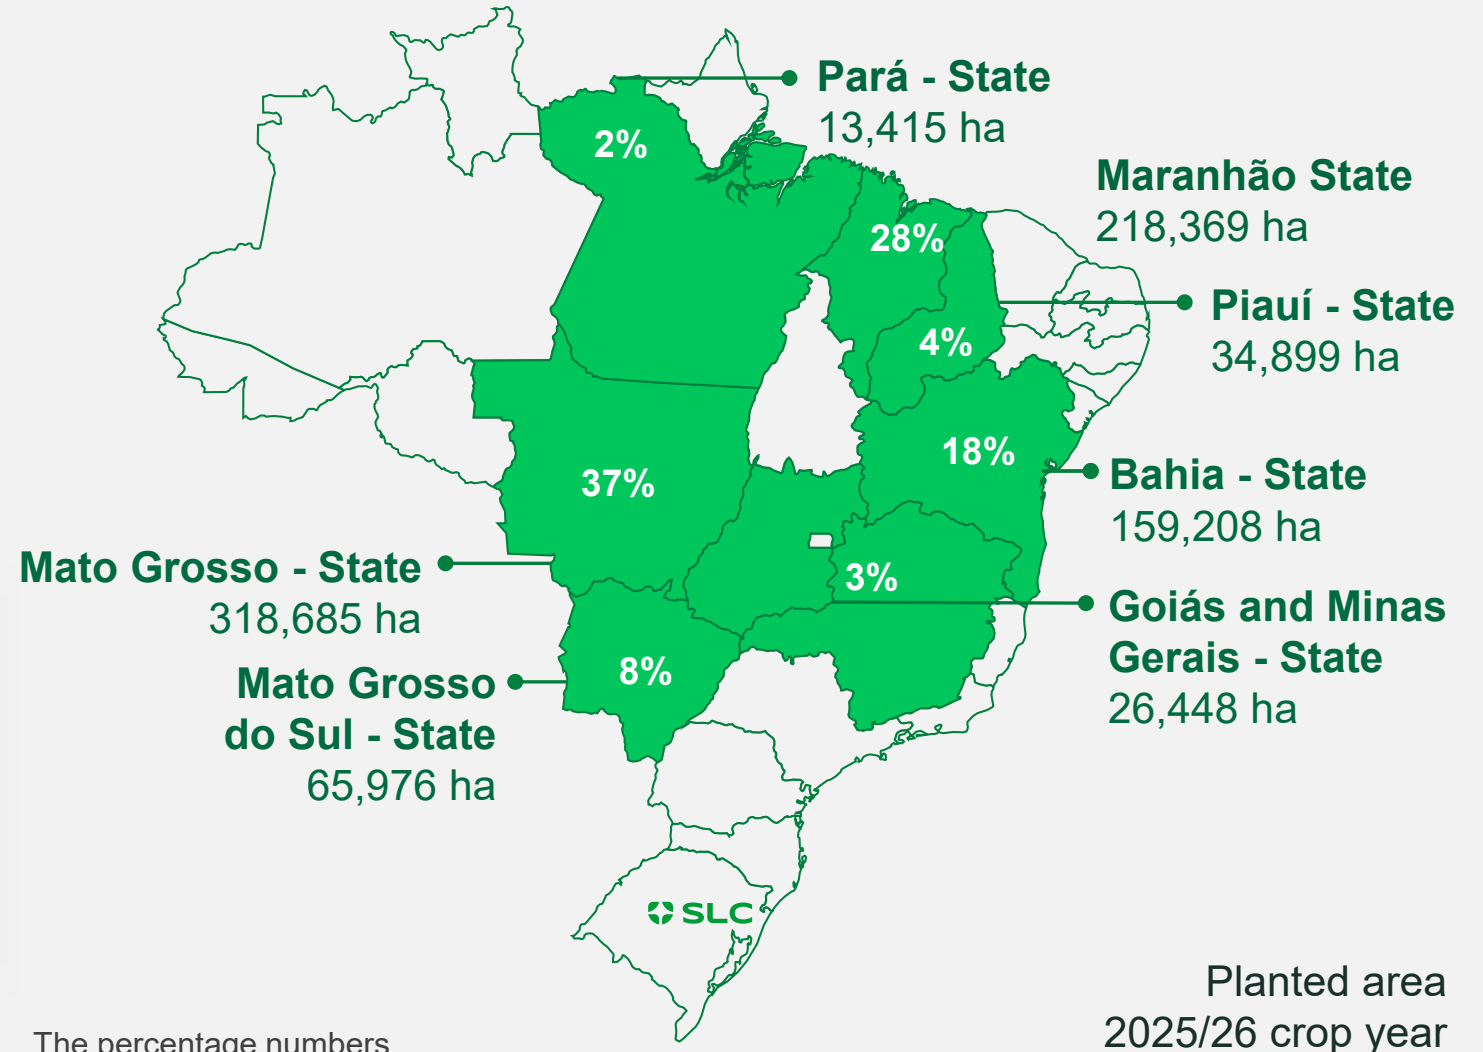 Pará - State
13,415 ha
2%
Maranhão State
218,369 ha
28%
Piauí - State
34,899 ha
4%
18%
Bahia - State
159,208 ha
37%
Mato Grosso - State
318,685 ha
3%
Goiás and Minas
Gerais - State
26,448 ha
8%
Mato Grosso
do Sul - State
65,976 ha
SLC
Planted area
2025/26 crop year
The percentage numbers